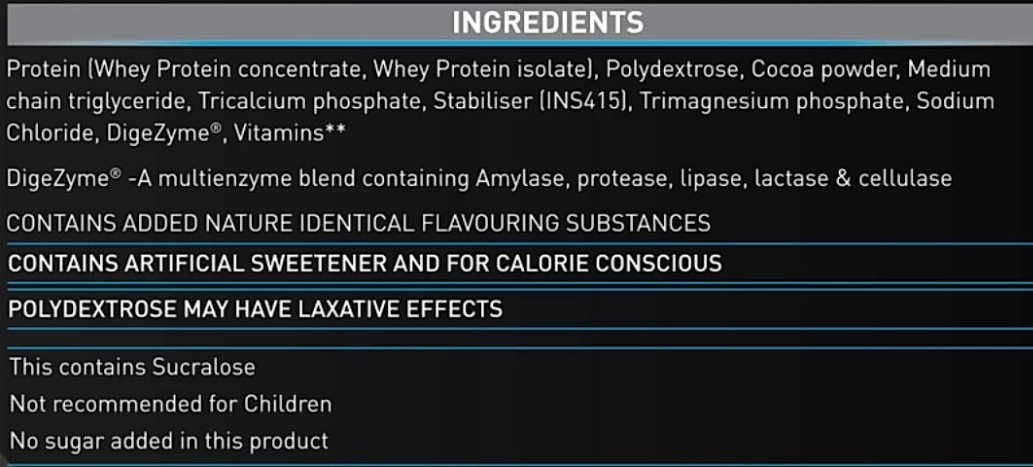 INGREDIENTS
Protein (Whey Protein concentrate, Whey Protein isolate), Polydextrose, Cocoa powder, Medium
chain triglyceride, Tricalcium phosphate, Stabiliser (INS415), Trimagnesium phosphate, Sodium
Chloride, DigeZyme®, Vitamins**
DigeZyme® -A multienzyme blend containing Amylase, protease, lipase, lactase & cellulase
CONTAINS ADDED NATURE IDENTICAL FLAVOURING SUBSTANCES
CONTAINS ARTIFICIAL SWEETENER AND FOR CALORIE CONSCIOUS
POLYDEXTROSE MAY HAVE LAXATIVE EFFECTS
This contains Sucralose
Not recommended for Children
No sugar added in this product